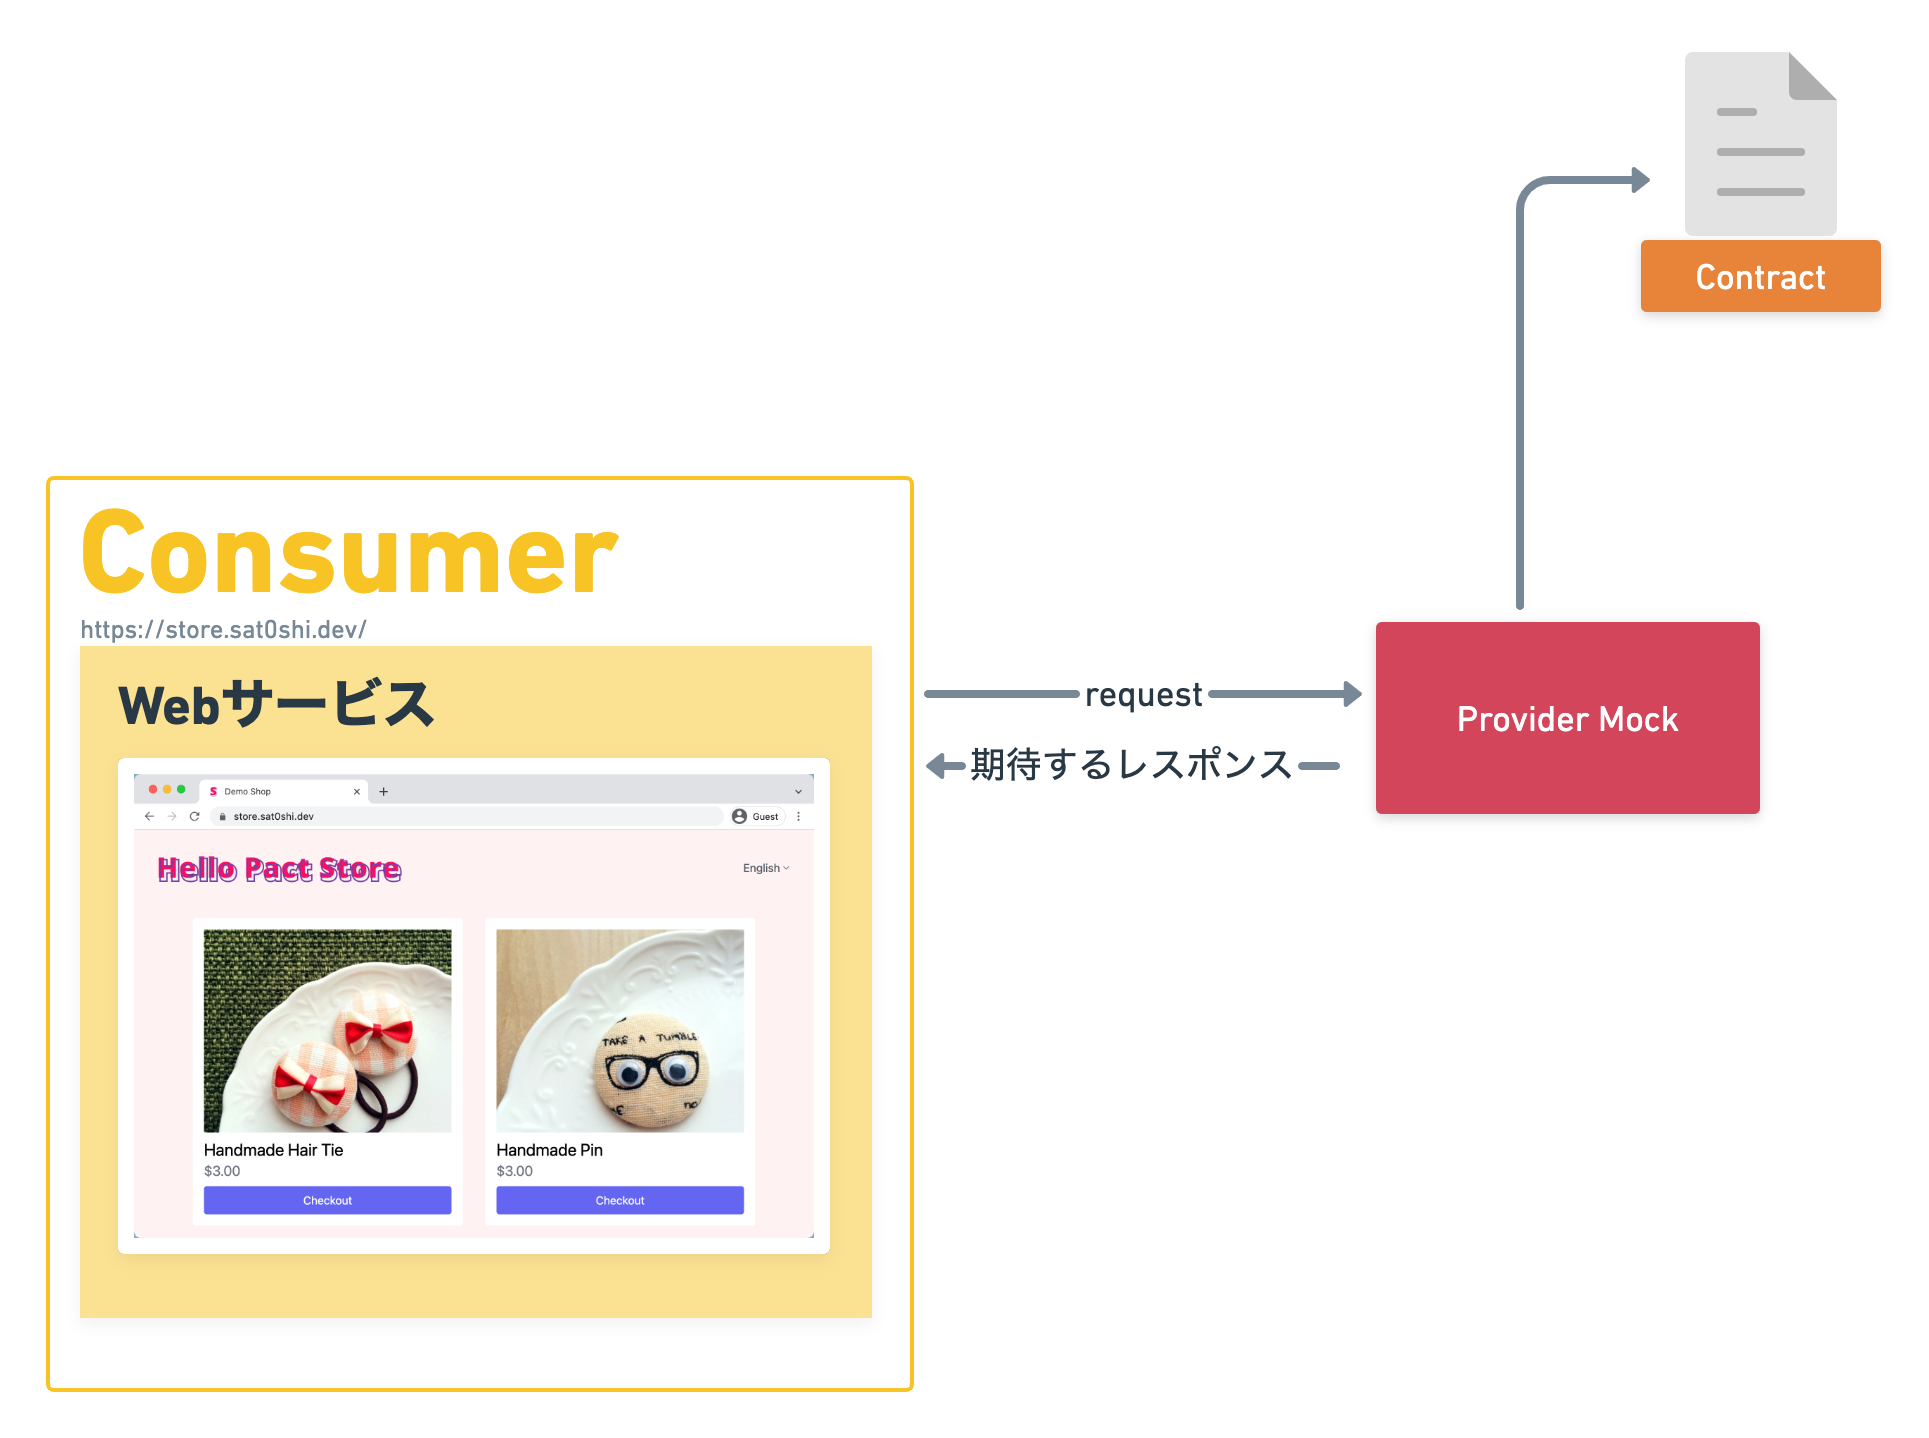 Contract
Consumer
https://store.sat0shi.dev/
Webサービス
request
期待するレスポンス
Provider Mock
Demo Shop
store.sat0shi.dev
Guest
Hello Pact Store
English
TAKE A TUMBLE
Handmade Hair Tie
$3.00
Checkout
Handmade Pin
$3.00
Checkout